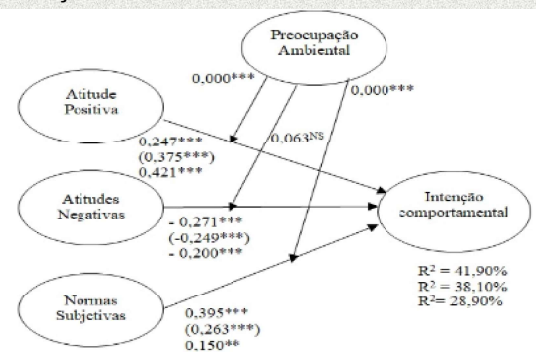 Preocupação
Ambiental
0,000***
0,000***
Atitude
Positiva
0,247***
(0,375***)
0,421***
0,063NS
Atitudes
Negativas
- 0,271***
(-0,249***)
- 0,200***
Intenção
comportamental
R² = 41,90%
R² = 38,10%
R²= 28,90%
Normas
Subjetivas
0,395***
(0,263***)
0,150**